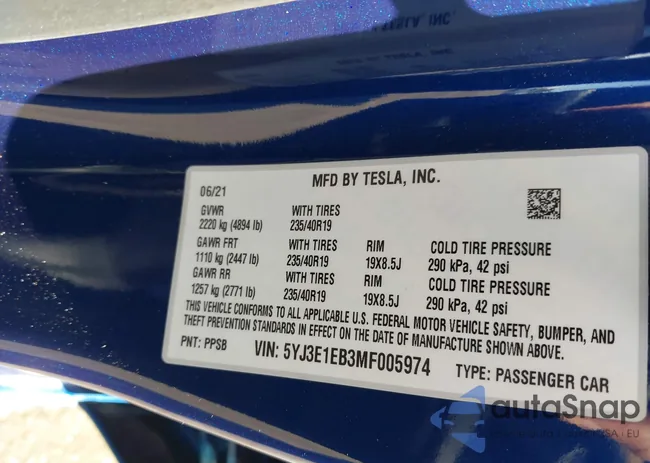 MFD BY TESLA, INC.
06/21
GVWR WITH TIRES
2220 kg (4894 lb) 235/40R19
GAWR FRT WITH TIRES RIM COLD TIRE PRESSURE
1110 kg (2447 lb) 235/40R19 19X8.5J 290 kPa, 42 psi
GAWR RR WITH TIRES RIM COLD TIRE PRESSURE
1257 kg (2771 lb) 235/40R19 19X8.5J 290 kPa, 42 psi
THIS VEHICLE CONFORMS TO ALL APPLICABLE U.S. FEDERAL MOTOR VEHICLE SAFETY, BUMPER, AND
THEFT PREVENTION STANDARDS IN EFFECT ON THE DATE OF MANUFACTURE SHOWN ABOVE.
PNT: PPSB VIN: 5YJ3E1EB3MF005974 TYPE: PASSENGER CAR
autoSnap
USA | EU